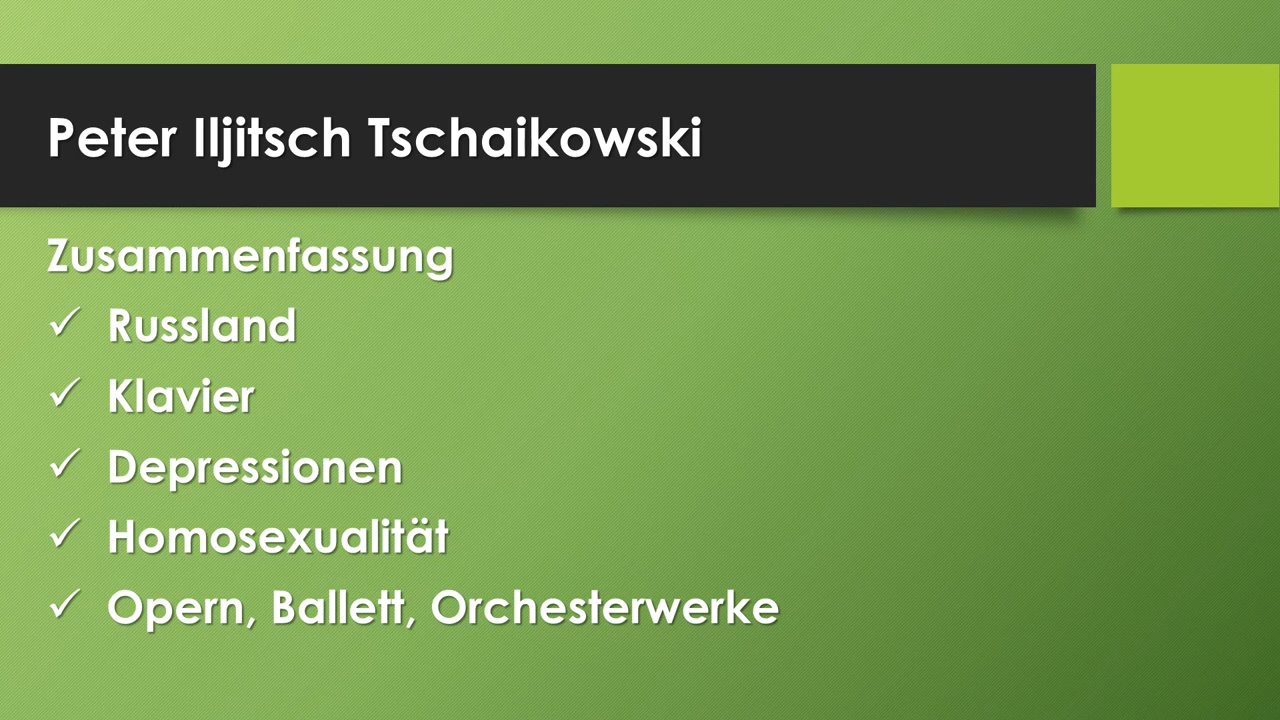 Peter Iljitsch Tschaikowski
Zusammenfassung
✓ Russland
✓ Klavier
✓ Depressionen
✓ Homosexualität
✓ Opern, Ballett, Orchesterwerke